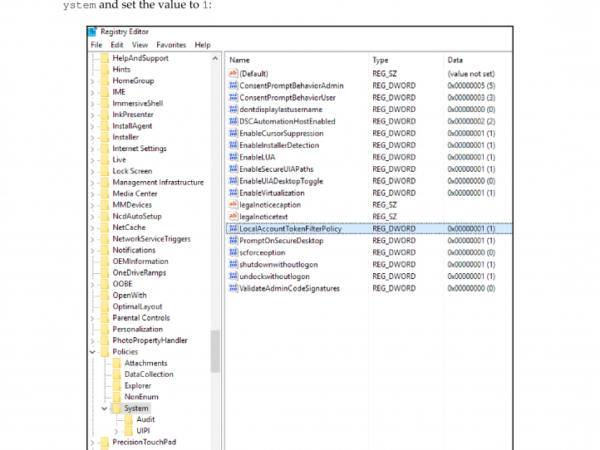 ystem and set the value to 1:
Registry Editor
File Edit View Favorites Help
HelpAndSupport
Hints
HomeGroup
IME
ImmersiveShell
InkPresenter
InstallAgent
Installer
Internet Settings
Live
Lock Screen
Management Infrastructure
Media Center
MMDevices
NcdAutoSetup
NetCache
NetworkServiceTriggers
Notifications
OEMInformation
OneDriveRamps
OOBE
OpenWith
OptimalLayout
Parental Controls
Personalization
PhotoPropertyHandler
Policies
Attachments
DataCollection
Explorer
NonEnum
System
Audit
UIPI
PrecisionTouchPad
Name Type Data
(Default) REG_SZ (value not set)
ConsentPromptBehaviorAdmin REG_DWORD 0x00000005 (5)
ConsentPromptBehaviorUser REG_DWORD 0x00000003 (3)
dontdisplaylastusername REG_DWORD 0x00000000 (0)
DSCAutomationHostEnabled REG_DWORD 0x00000002 (2)
EnableCursorSuppression REG_DWORD 0x00000001 (1)
EnableInstallerDetection REG_DWORD 0x00000001 (1)
EnableLUA REG_DWORD 0x00000001 (1)
EnableSecureUIAPaths REG_DWORD 0x00000001 (1)
EnableUIADesktopToggle REG_DWORD 0x00000000 (0)
EnableVirtualization REG_DWORD 0x00000001 (1)
legalnoticecaption REG_SZ
legalnoticetext REG_SZ
LocalAccountTokenFilterPolicy REG_DWORD 0x00000001 (1)
PromptOnSecureDesktop REG_DWORD 0x00000001 (1)
scforceoption REG_DWORD 0x00000000 (0)
shutdownwithoutlogon REG_DWORD 0x00000001 (1)
undockwithoutlogon REG_DWORD 0x00000001 (1)
ValidateAdminCodeSignatures REG_DWORD 0x00000000 (0)